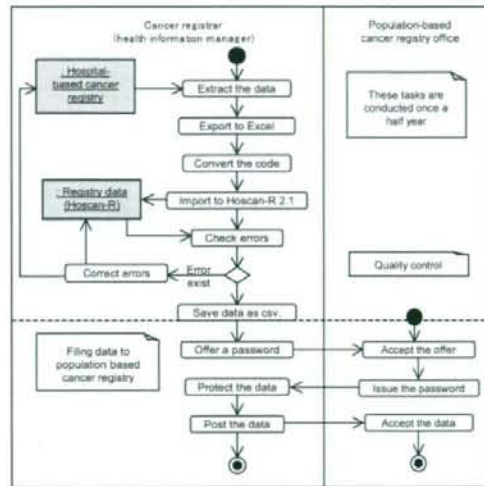 Cancer registrar
(health information manager)
Population-based
cancer registry office
: Hospital-
based cancer
registry
Extract the data
These tasks are
conducted once a
half year
Export to Excel
Convert the code
: Registry data
(Hoscan-R)
Import to Hoscan-R 2.1
Check errors
Correct errors
Error
exist
Quality control
Save data as csv.
Filing data to
population based
cancer registry
Offer a password
Accept the offer
Protect the data
Issue the password
Post the data
Accept the data